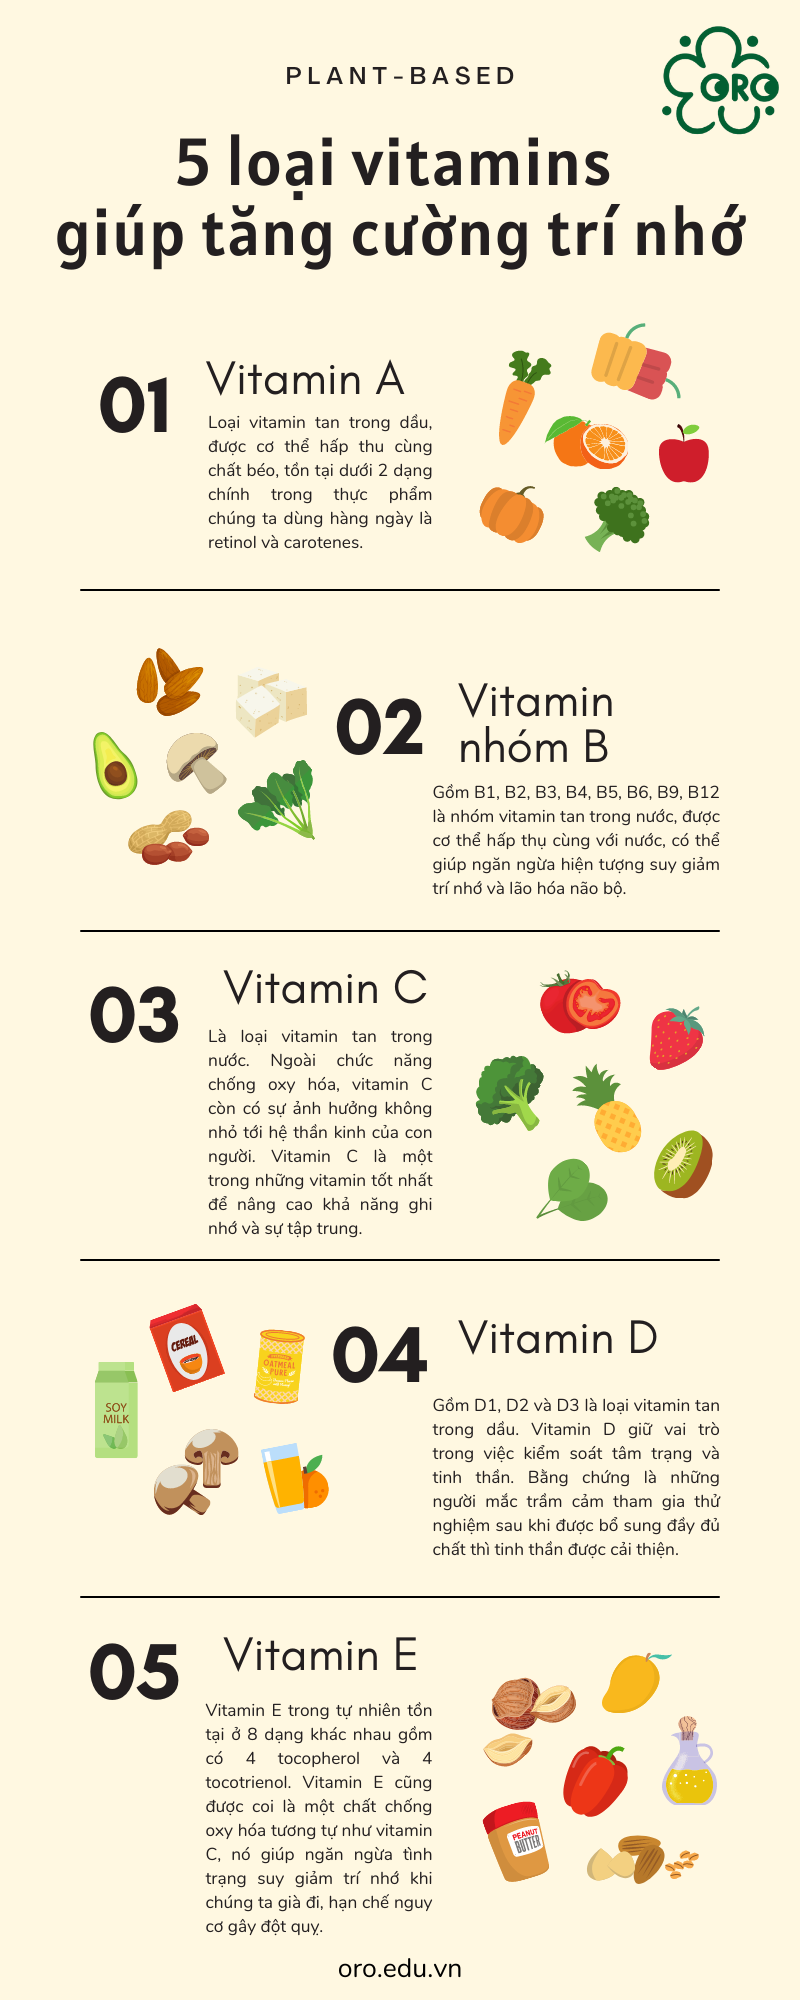 PLANT-BASED
ORO
5 loại vitamins
giúp tăng cường trí nhớ
01
Vitamin A
Loại vitamin tan trong dầu,
được cơ thể hấp thu cùng
chất béo, tồn tại dưới 2 dạng
chính trong thực phẩm
chúng ta dùng hàng ngày là
retinol và carotenes.
02
Vitamin
nhóm B
Gồm B1, B2, B3, B4, B5, B6, B9, B12
là nhóm vitamin tan trong nước, được
cơ thể hấp thụ cùng với nước, có thể
giúp ngăn ngừa hiện tượng suy giảm
trí nhớ và lão hóa não bộ.
03
Vitamin C
Là loại vitamin tan trong
nước. Ngoài chức năng
chống oxy hóa, vitamin C
còn có sự ảnh hưởng không
nhỏ tới hệ thần kinh của con
người. Vitamin C là một
trong những vitamin tốt nhất
để nâng cao khả năng ghi
nhớ và sự tập trung.
CEREAL
OATMEAL
PURE
SOY
MILK
04
Vitamin D
Gồm D1, D2 và D3 là loại vitamin tan
trong dầu. Vitamin D giữ vai trò
trong việc kiểm soát tâm trạng và
tinh thần. Bằng chứng là những
người mắc trầm cảm tham gia thử
nghiệm sau khi được bổ sung đầy đủ
chất thì tinh thần được cải thiện.
05
Vitamin E
Vitamin E trong tự nhiên tồn
tại ở 8 dạng khác nhau gồm
có 4 tocopherol và 4
tocotrienol. Vitamin E cũng
được coi là một chất chống
oxy hóa tương tự như vitamin
C, nó giúp ngăn ngừa tình
trạng suy giảm trí nhớ khi
chúng ta già đi, hạn chế nguy
cơ gây đột quỵ.
PEANUT
BUTTER
oro.edu.vn